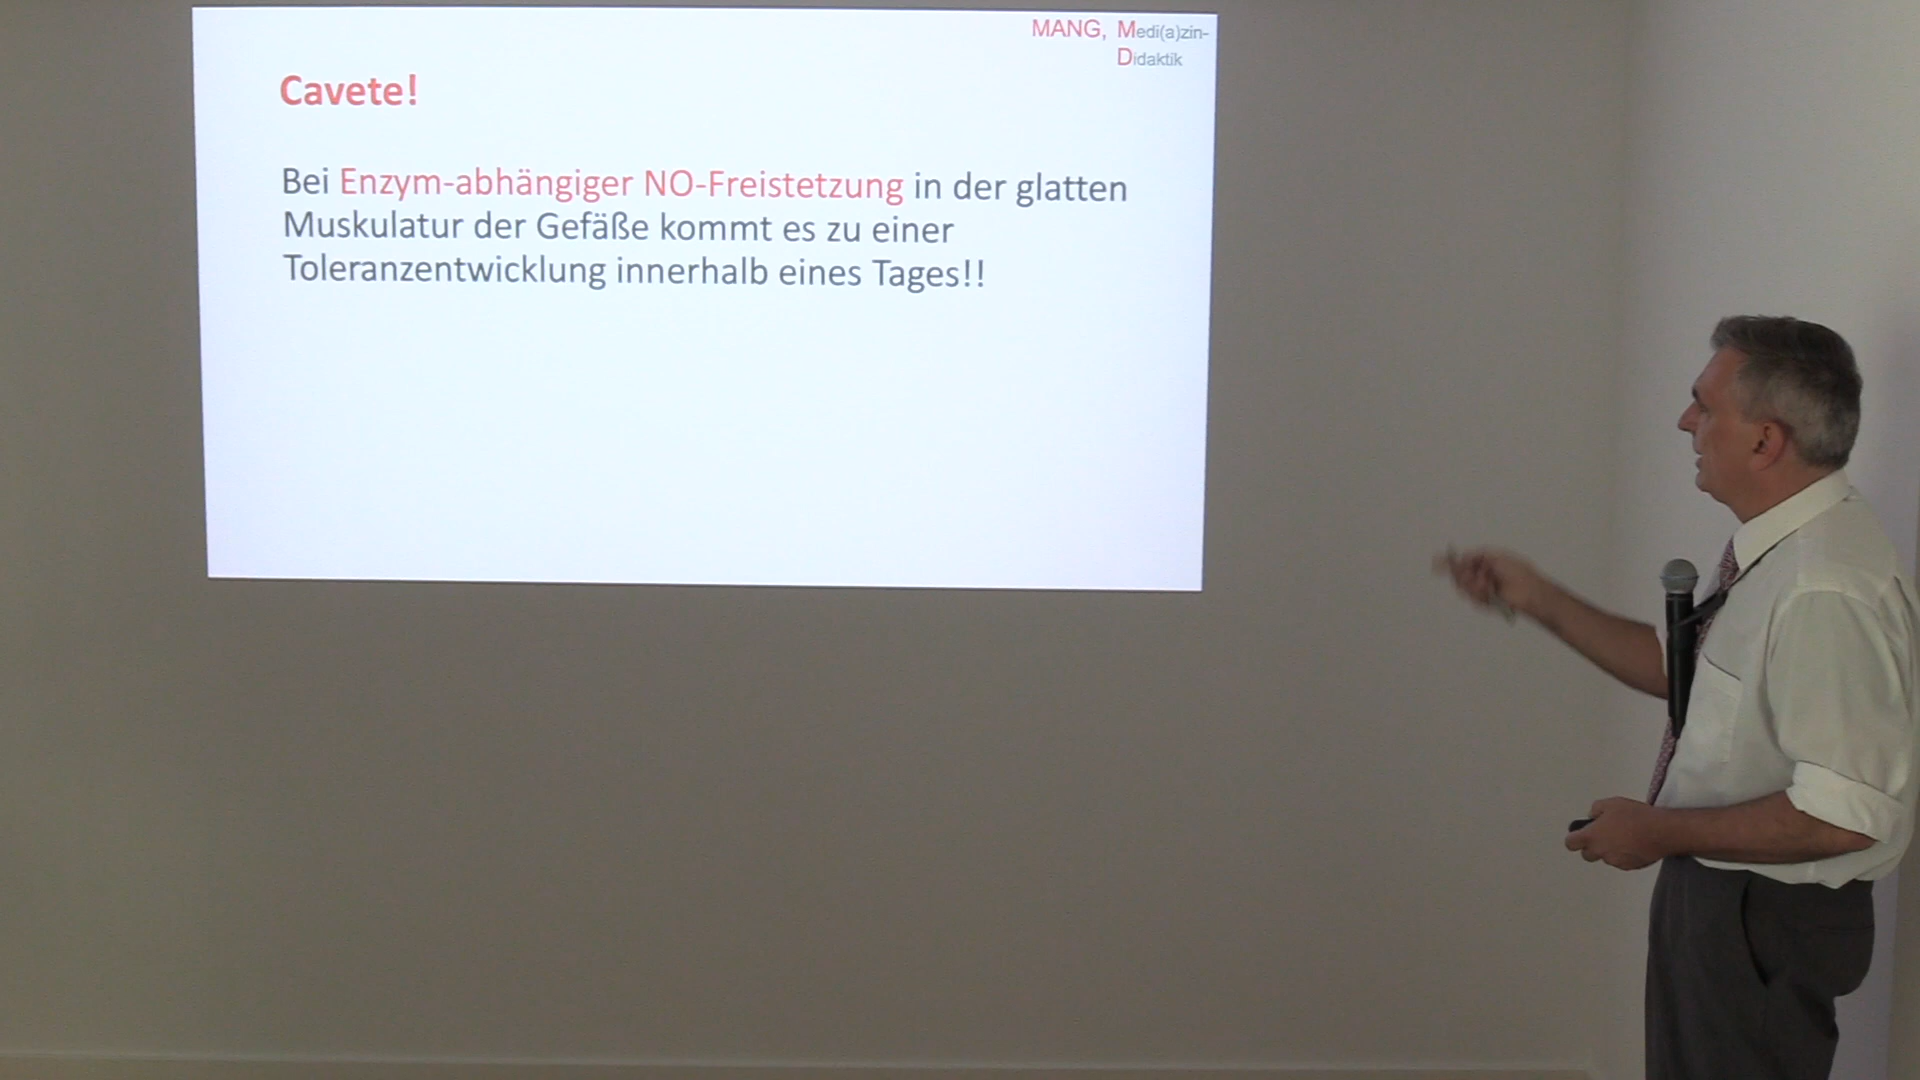 MANG, Medi(a)zin-
Didaktik
Cavete!
Bei Enzym-abhängiger NO-Freistetzung in der glatten
Muskulatur der Gefäße kommt es zu einer
Toleranzentwicklung innerhalb eines Tages!!